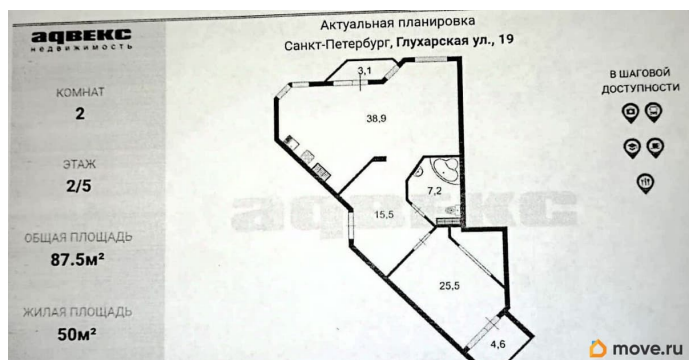 адвекс
недвижимость
Актуальная планировка
Санкт-Петербург, Глухарская ул., 19
КОМНАТ
2
ЭТАЖ
2/5
ОБЩАЯ ПЛОЩАДЬ
87.5м²
ЖИЛАЯ ПЛОЩАДЬ
50м²
3,1
38,9
7,2
15,5
25,5
4,6
адвекс
В ШАГОВОЙ
ДОСТУПНОСТИ
move.ru